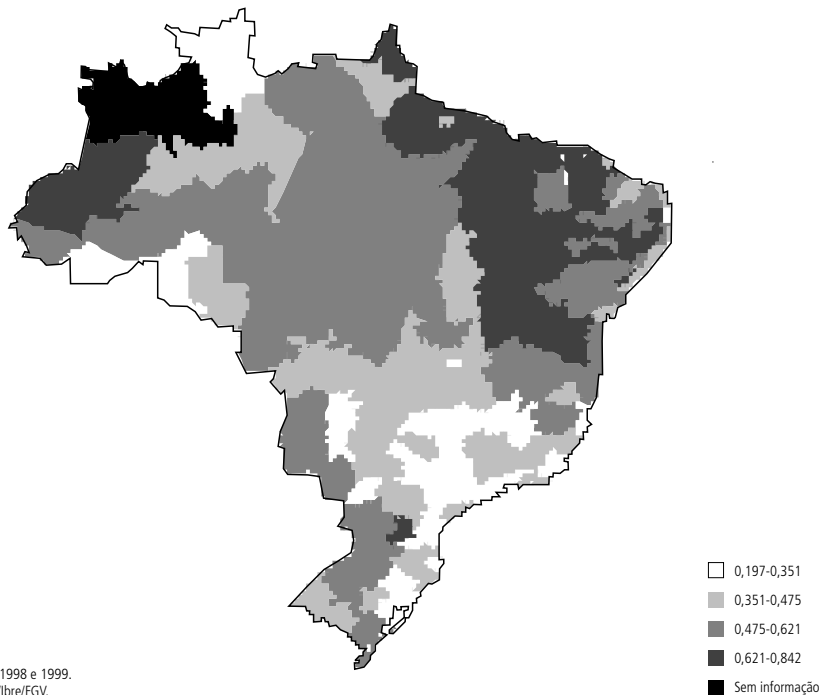 0,197-0,351
0,351-0,475
0,475-0,621
0,621-0,842
Sem informação
1998 e 1999.
/Ibre/FGV.